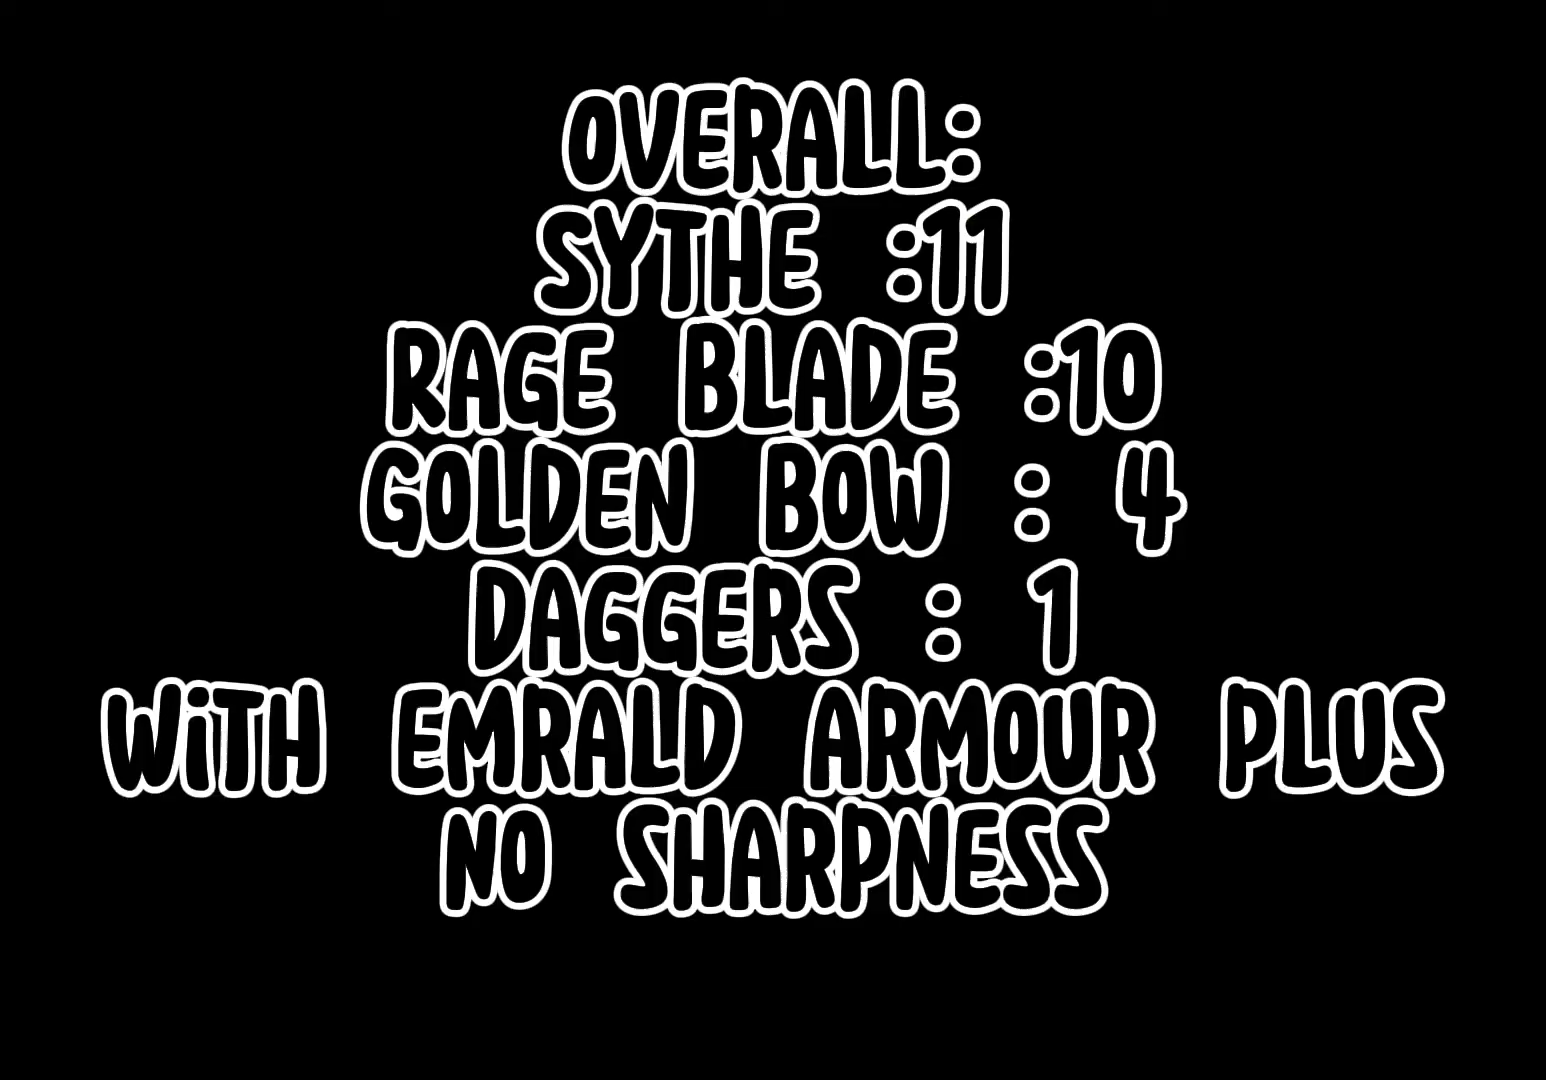 OVERALL:
SYTHE :11
RAGE BLADE :10
GOLDEN BOW : 4
DAGGERS : 1
WiTH EMRALD ARMOUR PLUS
NO SHARPNESS